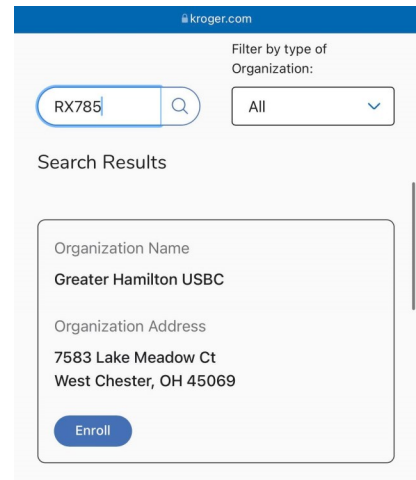 kroger.com
Filter by type of
Organization:
RX785
All
Search Results
Organization Name
Greater Hamilton USBC
Organization Address
7583 Lake Meadow Ct
West Chester, OH 45069
Enroll